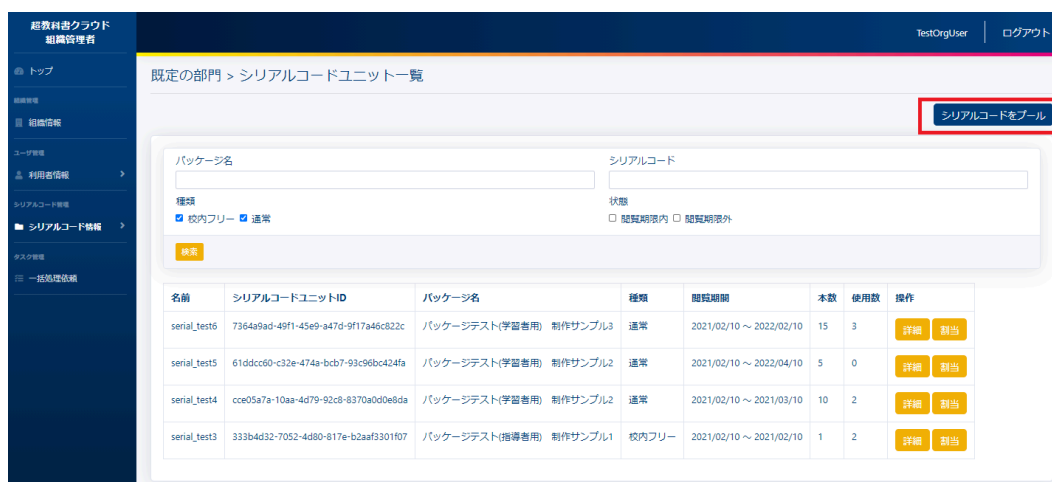 超教科書クラウド
組織管理者
TestOrgUser
ログアウト
トップ
既定の部門 > シリアルコードユニット一覧
組織管理
組織情報
シリアルコードをプール
ユーザ管理
利用者情報
シリアルコード管理
シリアルコード情報
タスク管理
一括処理依頼
パッケージ名
シリアルコード
種類
状態
校内フリー 通常
閲覧期限内 閲覧期限外
検索
名前 シリアルコードユニットID パッケージ名 種類 閲覧期間 本数 使用数 操作
serial_test6 7364a9ad-49f1-45e9-a47d-9f17a46c822c パッケージテスト(学習者用) 制作サンプル3 通常 2021/02/10 ～ 2022/02/10 15 3 詳細 割当
serial_test5 61ddcc60-c32e-474a-bcb7-93c96bc424fa パッケージテスト(学習者用) 制作サンプル2 通常 2021/02/10 ～ 2022/04/10 5 0 詳細 割当
serial_test4 cce05a7a-10aa-4d79-92c8-8370a0d0e8da パッケージテスト(学習者用) 制作サンプル2 通常 2021/02/10 ～ 2021/03/10 10 2 詳細 割当
serial_test3 333b4d32-7052-4d80-817e-b2aaf3301f07 パッケージテスト(指導者用) 制作サンプル1 校内フリー 2021/02/10 ～ 2021/02/10 1 2 詳細 割当